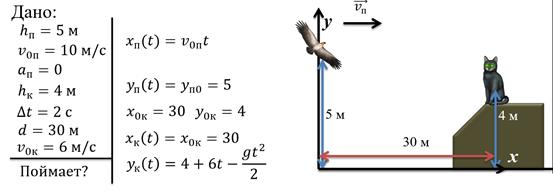 Дано:
hп = 5 м
v0п = 10 м/с
aп = 0
hк = 4 м
Δt = 2 с
d = 30 м
v0к = 6 м/с
Поймает?
xп(t) = v0пt
yп(t) = yп0 = 5
x0к = 30 y0к = 4
xк(t) = x0к = 30
yк(t) = 4 + 6t − gt²/2
y
vп
5 м
30 м
4 м
x